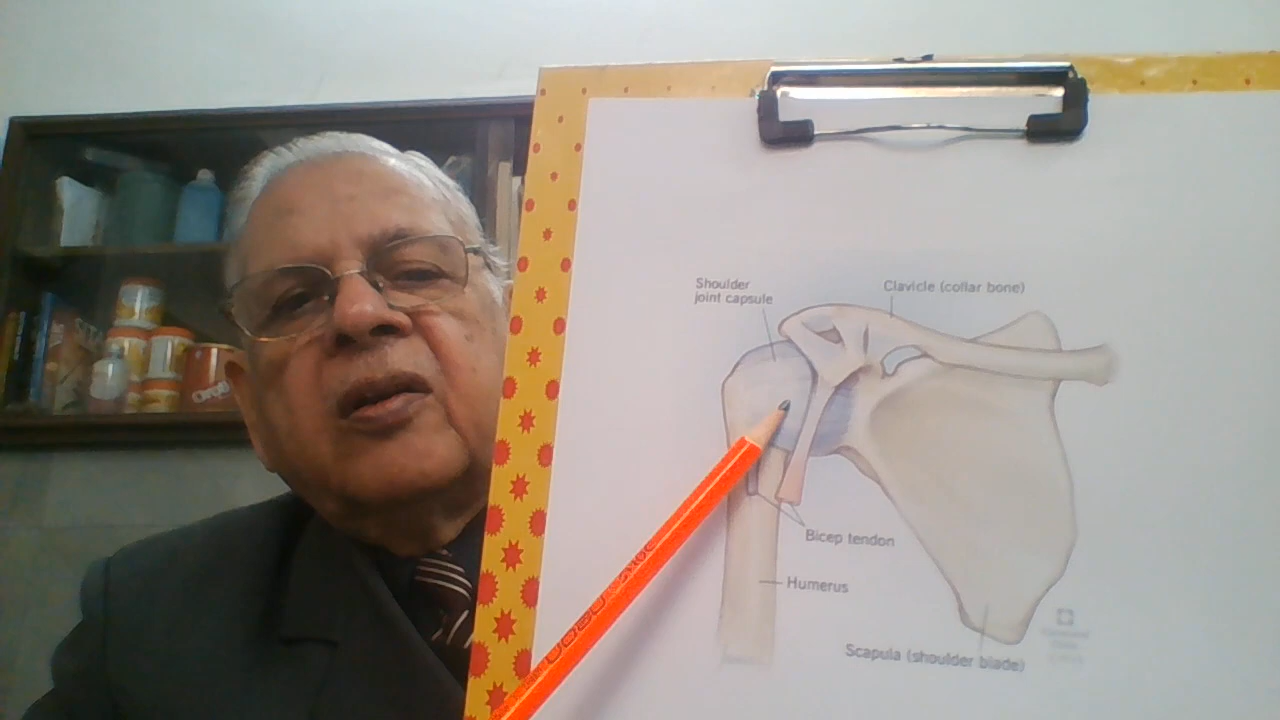 Shoulder
joint capsule
Clavicle (collar bone)
Bicep tendon
Humerus
Scapula (shoulder blade)